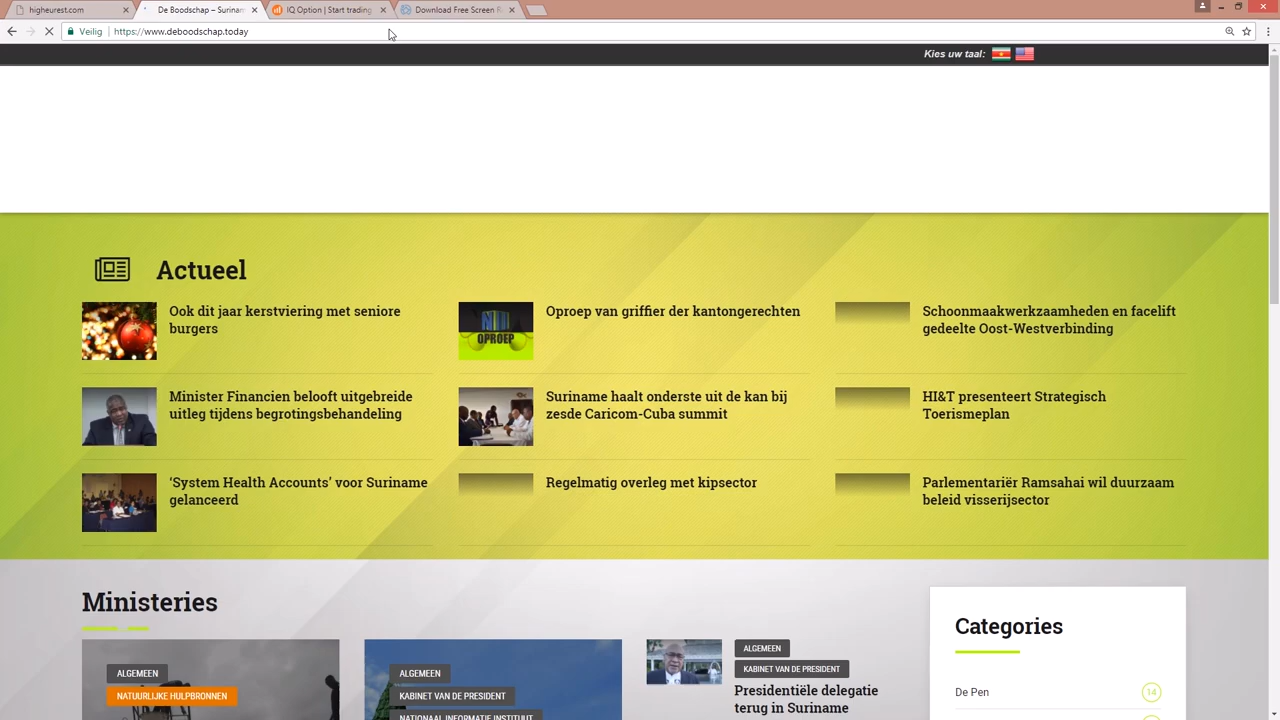 higheurest.com
De Boodschap – Surinam
IQ Option | Start trading
Download Free Screen R
Veilig
https://www.deboodschap.today
Kies uw taal:
Actueel
Ook dit jaar kerstviering met seniore
burgers
OPROEP
Oproep van griffier der kantongerechten
Schoonmaakwerkzaamheden en facelift
gedeelte Oost-Westverbinding
Minister Financien belooft uitgebreide
uitleg tijdens begrotingsbehandeling
Suriname haalt onderste uit de kan bij
zesde Caricom-Cuba summit
HI&T presenteert Strategisch
Toerismeplan
‘System Health Accounts’ voor Suriname
gelanceerd
Regelmatig overleg met kipsector
Parlementariër Ramsahai wil duurzaam
beleid visserijsector
Ministeries
ALGEMEEN
NATUURLIJKE HULPBRONNEN
ALGEMEEN
KABINET VAN DE PRESIDENT
NATIONAAL INFORMATIE INSTITUUT
ALGEMEEN
KABINET VAN DE PRESIDENT
Presidentiële delegatie
terug in Suriname
Categories
De Pen
14